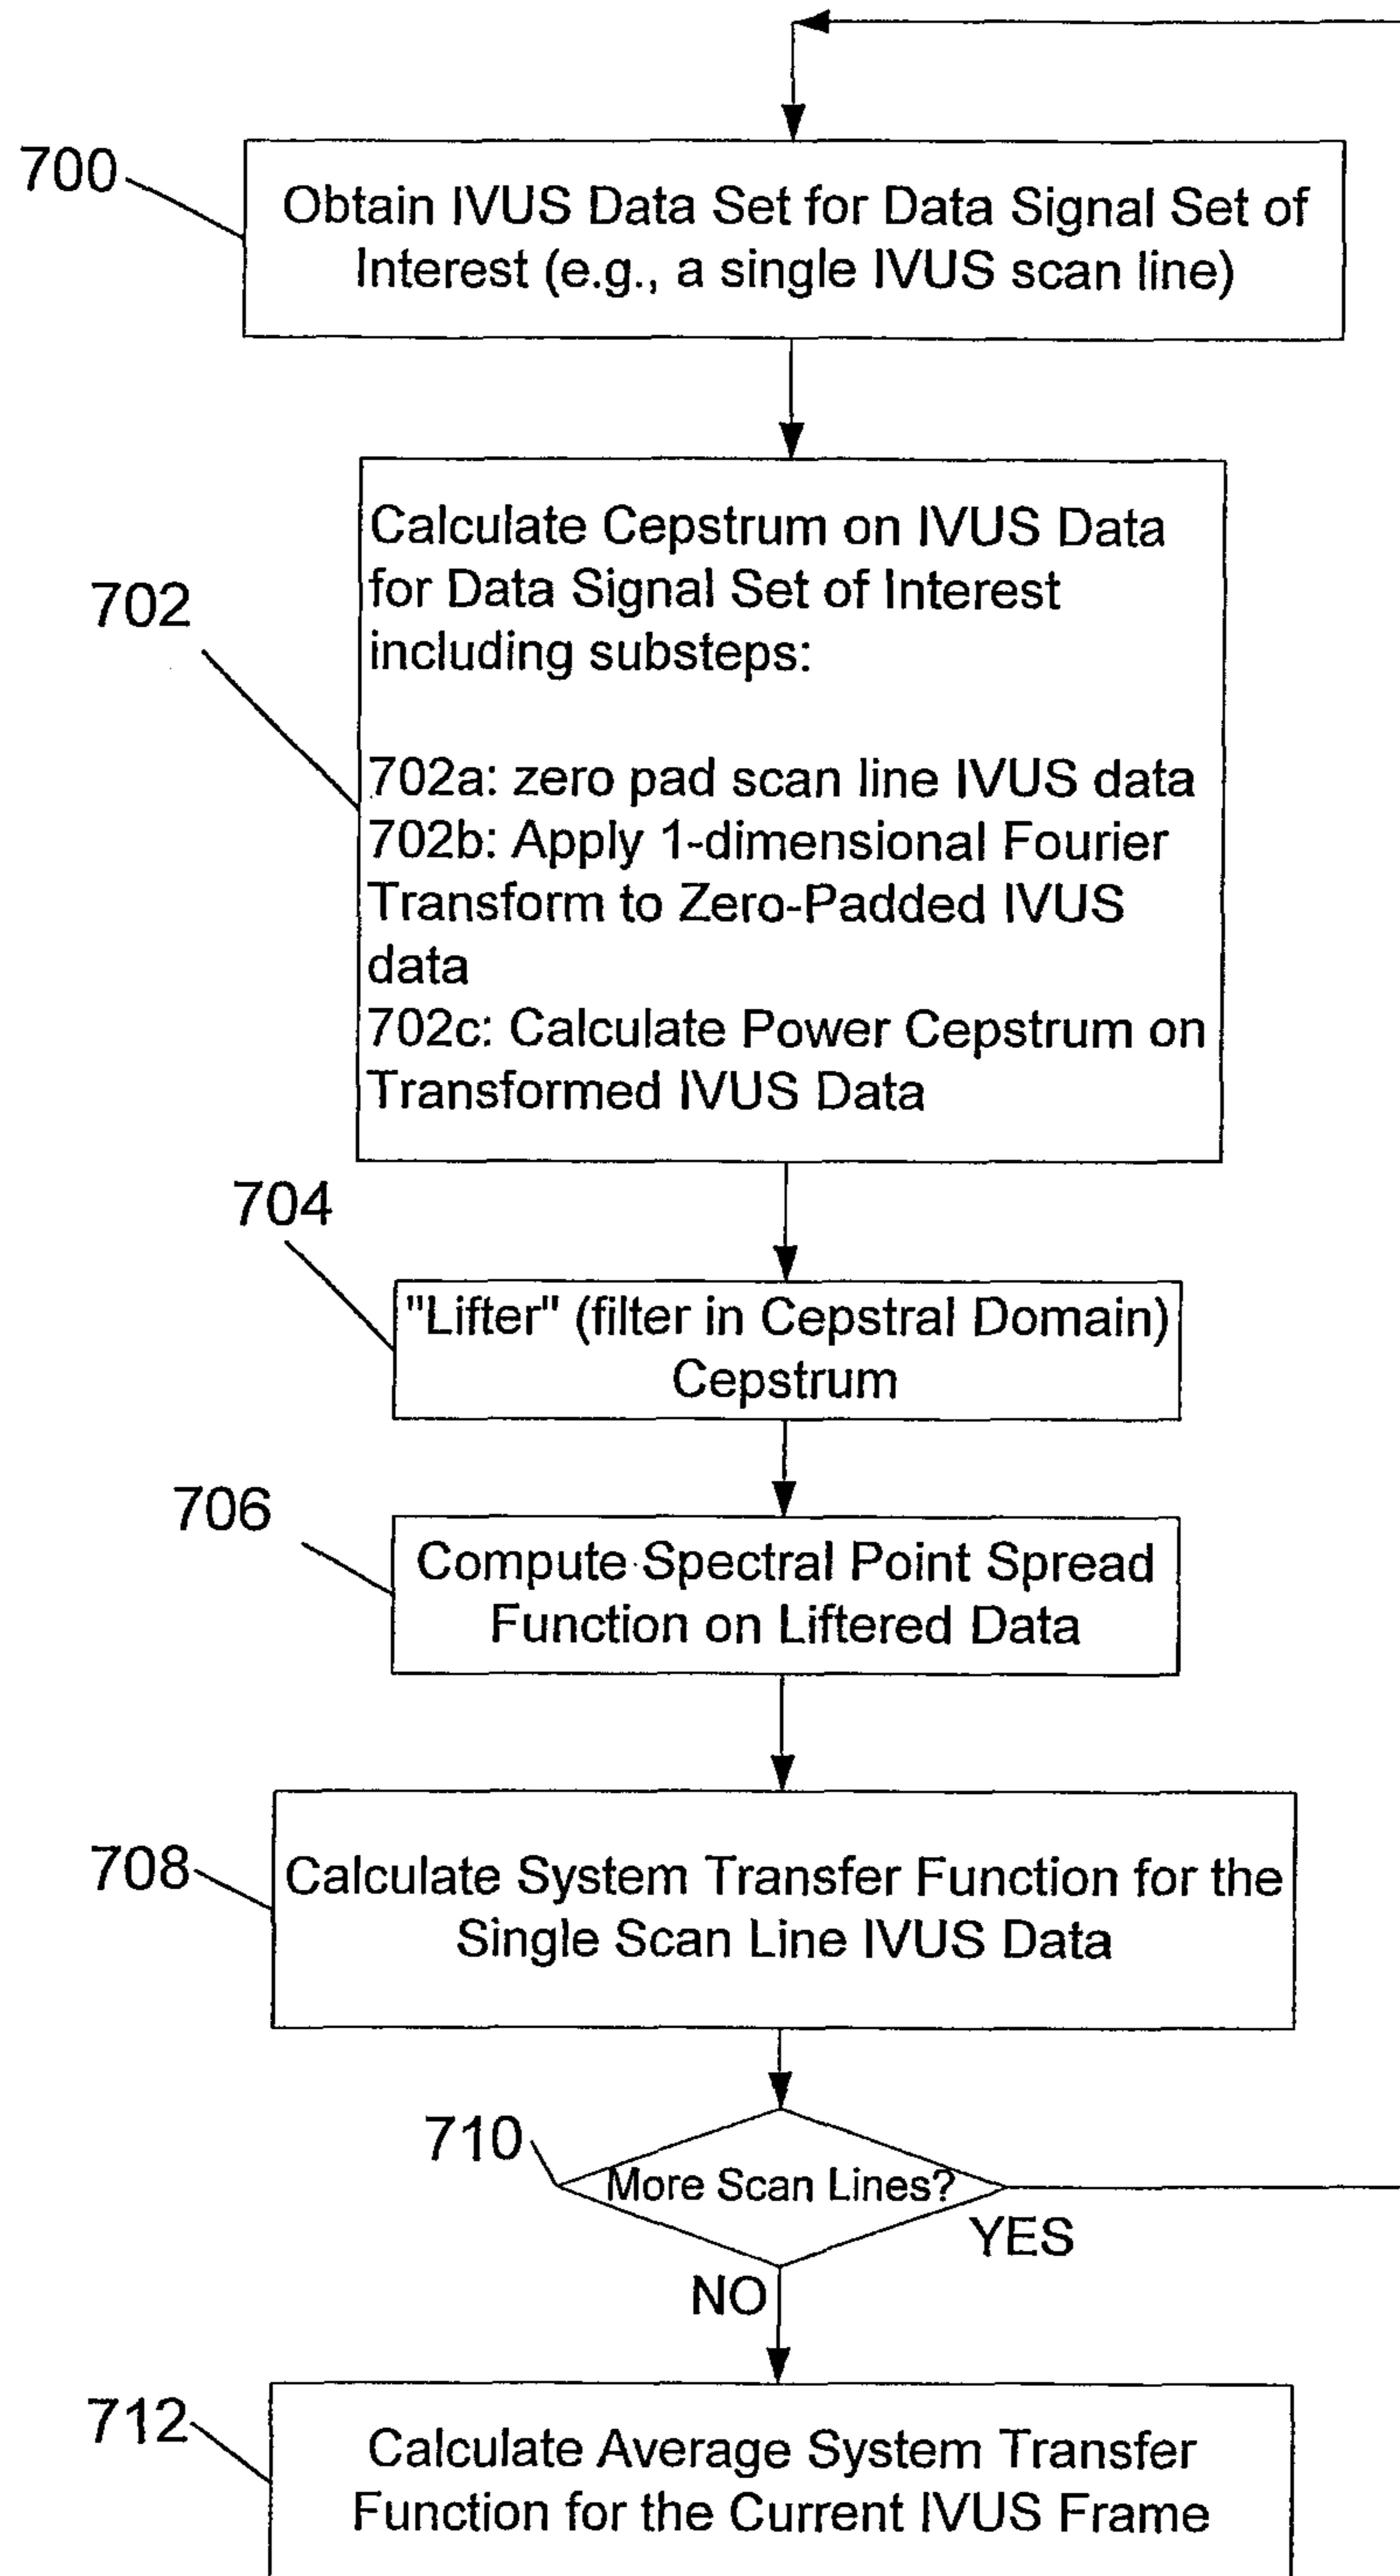 700
Obtain IVUS Data Set for Data Signal Set of
Interest (e.g., a single IVUS scan line)
702
Calculate Cepstrum on IVUS Data
for Data Signal Set of Interest
including substeps:
702a: zero pad scan line IVUS data
702b: Apply 1-dimensional Fourier
Transform to Zero-Padded IVUS
data
702c: Calculate Power Cepstrum on
Transformed IVUS Data
704
"Lifter" (filter in Cepstral Domain)
Cepstrum
706
Compute Spectral Point Spread
Function on Liftered Data
708
Calculate System Transfer Function for the
Single Scan Line IVUS Data
710
More Scan Lines?
YES
NO
712
Calculate Average System Transfer
Function for the Current IVUS Frame